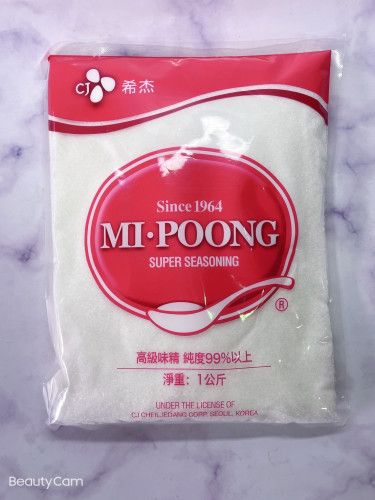 CJ 希杰
Since 1964
MI·POONG
SUPER SEASONING
®
高級味精 純度99%以上
淨重：1公斤
UNDER THE LICENSE OF
CJ CHEILJEDANG CORP. SEOUL, KOREA
BeautyCam